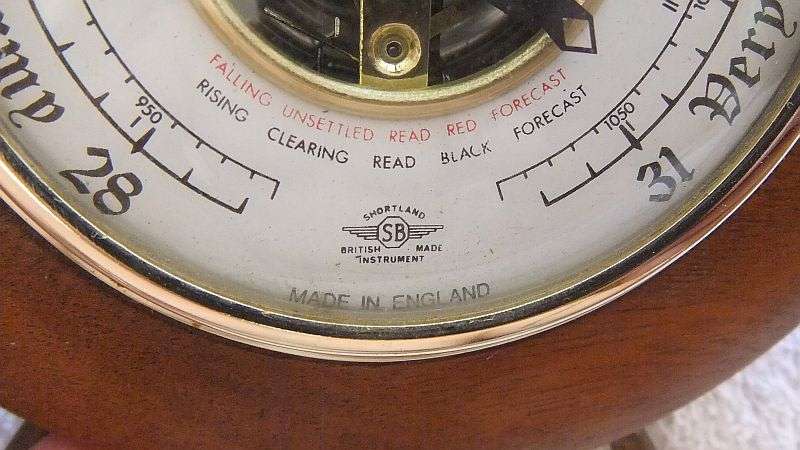 FALLING UNSETTLED READ RED FORECAST
RISING CLEARING READ BLACK FORECAST
950
1050
28
31
Very
SHORTLAND
SB
BRITISH MADE
INSTRUMENT
MADE IN ENGLAND